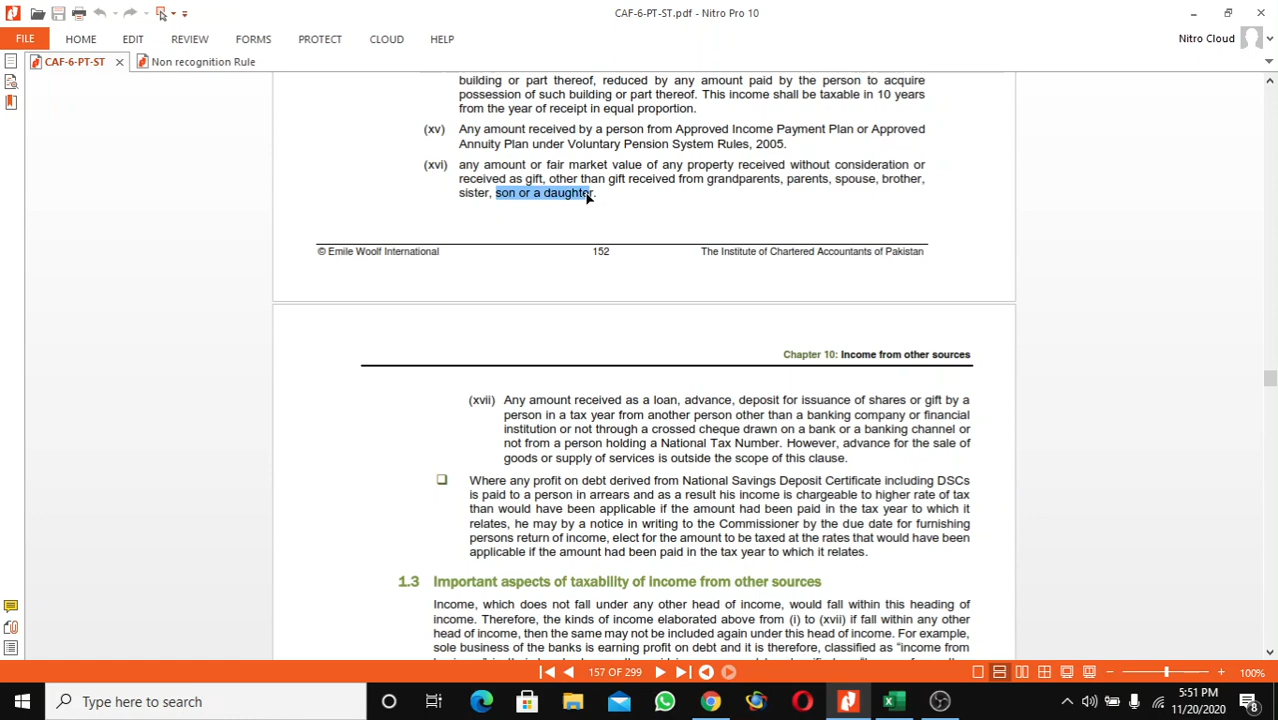 CAF-6-PT-ST.pdf - Nitro Pro 10
FILE HOME EDIT REVIEW FORMS PROTECT CLOUD HELP Nitro Cloud
CAF-6-PT-ST Non recognition Rule
building or part thereof, reduced by any amount paid by the person to acquire
possession of such building or part thereof. This income shall be taxable in 10 years
from the year of receipt in equal proportion.
(xv) Any amount received by a person from Approved Income Payment Plan or Approved
Annuity Plan under Voluntary Pension System Rules, 2005.
(xvi) any amount or fair market value of any property received without consideration or
received as gift, other than gift received from grandparents, parents, spouse, brother,
sister, son or a daughter.
© Emile Woolf International 152 The Institute of Chartered Accountants of Pakistan
Chapter 10: Income from other sources
(xvii) Any amount received as a loan, advance, deposit for issuance of shares or gift by a
person in a tax year from another person other than a banking company or financial
institution or not through a crossed cheque drawn on a bank or a banking channel or
not from a person holding a National Tax Number. However, advance for the sale of
goods or supply of services is outside the scope of this clause.
Where any profit on debt derived from National Savings Deposit Certificate including DSCs
is paid to a person in arrears and as a result his income is chargeable to higher rate of tax
than would have been applicable if the amount had been paid in the tax year to which it
relates, he may by a notice in writing to the Commissioner by the due date for furnishing
persons return of income, elect for the amount to be taxed at the rates that would have been
applicable if the amount had been paid in the tax year to which it relates.
1.3 Important aspects of taxability of income from other sources
Income, which does not fall under any other head of income, would fall within this heading of
income. Therefore, the kinds of income elaborated above from (i) to (xvii) if fall within any other
head of income, then the same may not be included again under this head of income. For example,
sole business of the banks is earning profit on debt and it is therefore, classified as "income from
157 OF 299 100%
Type here to search
5:51 PM
11/20/2020
8